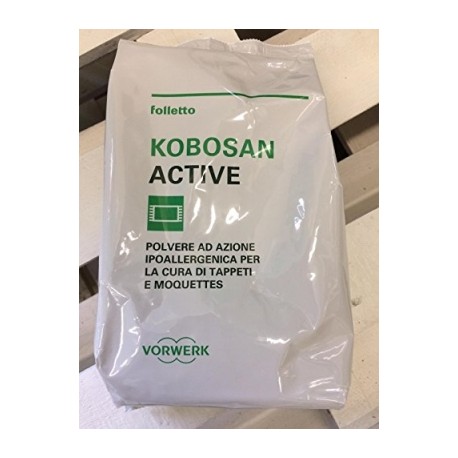 folletto
KOBOSAN
ACTIVE
POLVERE AD AZIONE
IPOALLERGENICA PER
LA CURA DI TAPPETI
E MOQUETTES
VORWERK